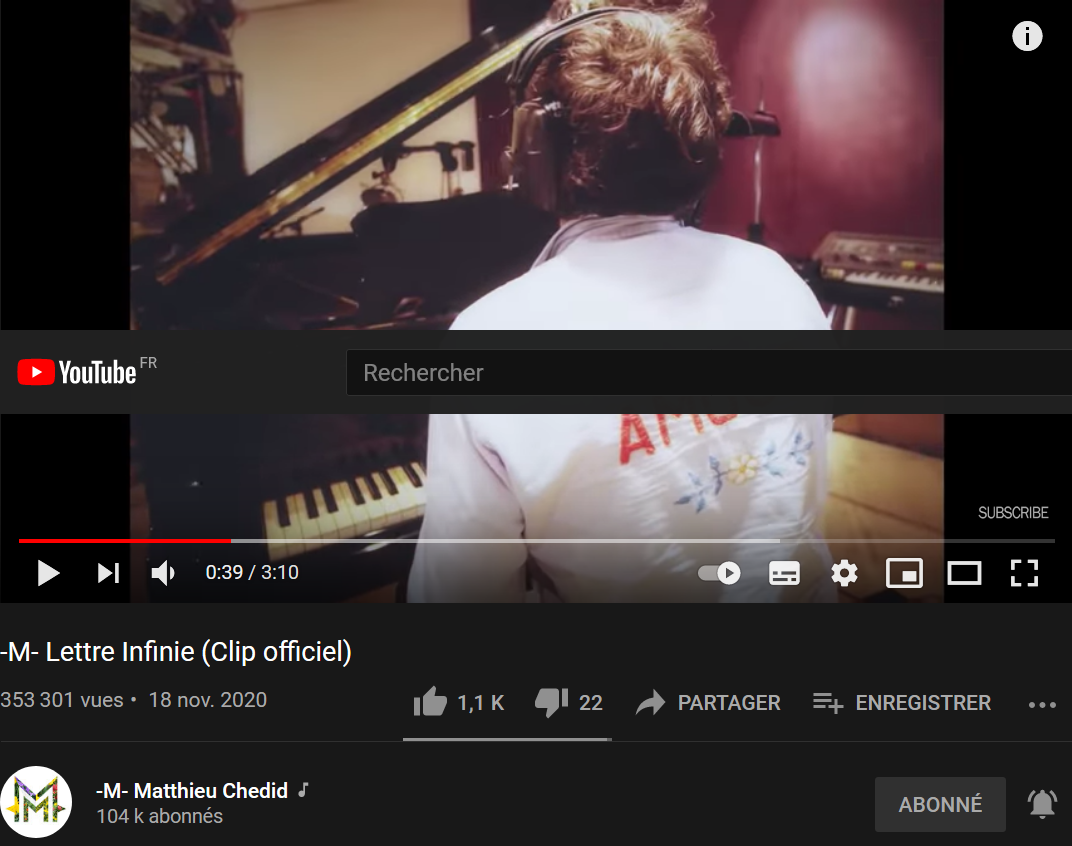 YouTube FR
Rechercher
SUBSCRIBE
0:39 / 3:10
-M- Lettre Infinie (Clip officiel)
353 301 vues • 18 nov. 2020
1,1 K
22
PARTAGER
ENREGISTRER
-M- Matthieu Chedid
104 k abonnés
ABONNÉ